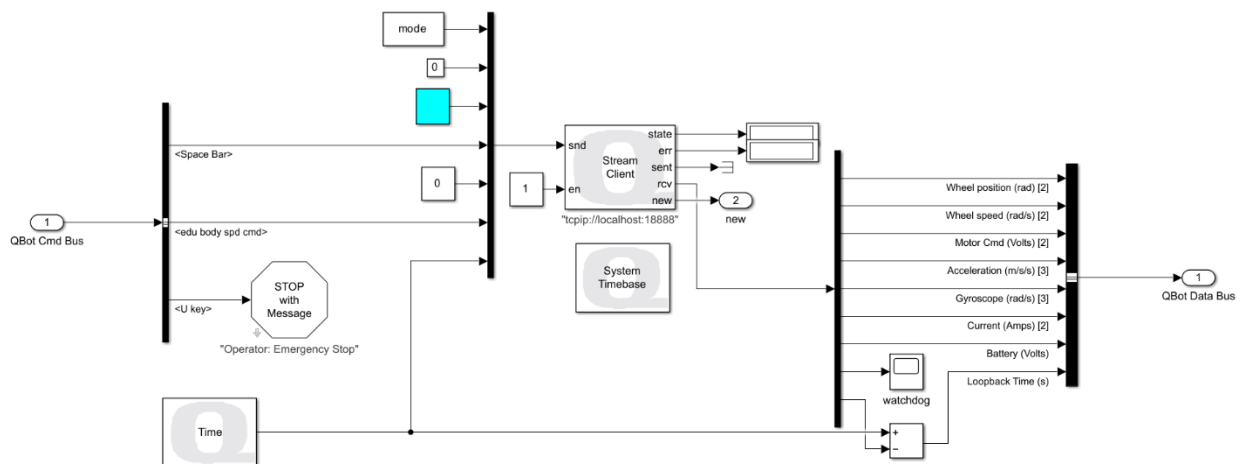 mode
0
<Space Bar>
0
1
QBot Cmd Bus
<edu body spd cmd>
<U key>
STOP
with
Message
"Operator: Emergency Stop"
Time
1
snd
en
Stream
Client
state
err
sent
rcv
new
"tcpip://localhost:18888"
2
new
System
Timebase
Wheel position (rad) [2]
Wheel speed (rad/s) [2]
Motor Cmd (Volts) [2]
Acceleration (m/s/s) [3]
Gyroscope (rad/s) [3]
Current (Amps) [2]
Battery (Volts)
Loopback Time (s)
watchdog
+
−
1
QBot Data Bus